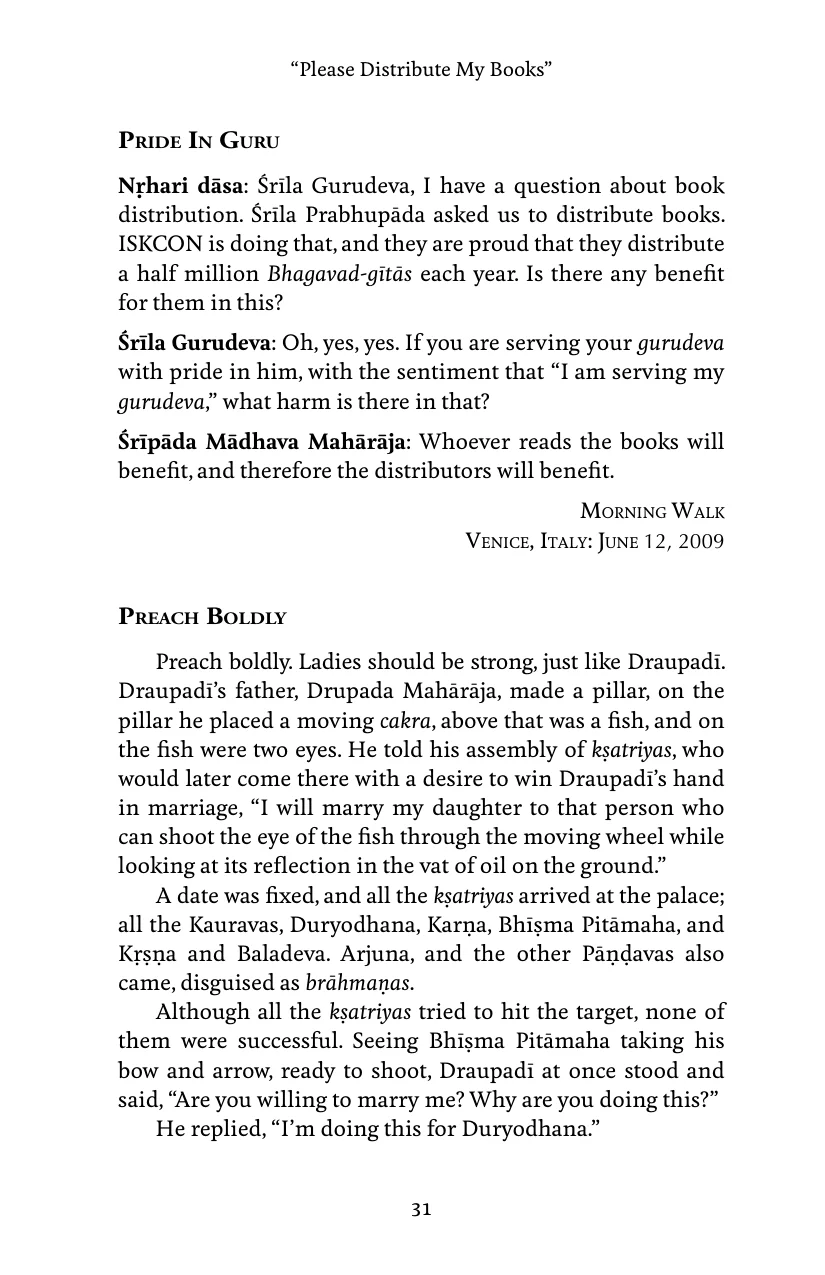 “Please Distribute My Books”
Pride In Guru
Nṛhari dāsa: Śrīla Gurudeva, I have a question about book
distribution. Śrīla Prabhupāda asked us to distribute books.
ISKCON is doing that, and they are proud that they distribute
a half million Bhagavad-gītās each year. Is there any benefit
for them in this?
Śrīla Gurudeva: Oh, yes, yes. If you are serving your gurudeva
with pride in him, with the sentiment that “I am serving my
gurudeva,” what harm is there in that?
Śrīpāda Mādhava Mahārāja: Whoever reads the books will
benefit, and therefore the distributors will benefit.
Morning Walk
Venice, Italy: June 12, 2009
Preach Boldly
Preach boldly. Ladies should be strong, just like Draupadī.
Draupadī’s father, Drupada Mahārāja, made a pillar, on the
pillar he placed a moving cakra, above that was a fish, and on
the fish were two eyes. He told his assembly of kṣatriyas, who
would later come there with a desire to win Draupadī’s hand
in marriage, “I will marry my daughter to that person who
can shoot the eye of the fish through the moving wheel while
looking at its reflection in the vat of oil on the ground.”
A date was fixed, and all the kṣatriyas arrived at the palace;
all the Kauravas, Duryodhana, Karṇa, Bhīṣma Pitāmaha, and
Kṛṣṇa and Baladeva. Arjuna, and the other Pāṇḍavas also
came, disguised as brāhmaṇas.
Although all the kṣatriyas tried to hit the target, none of
them were successful. Seeing Bhīṣma Pitāmaha taking his
bow and arrow, ready to shoot, Draupadī at once stood and
said, “Are you willing to marry me? Why are you doing this?”
He replied, “I’m doing this for Duryodhana.”
31